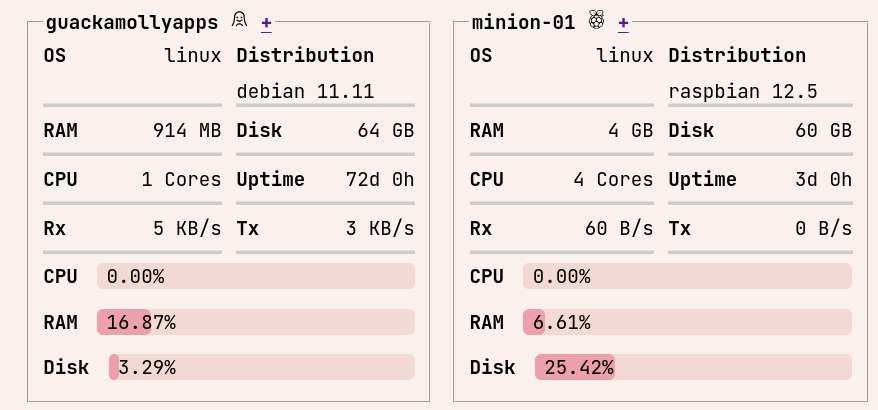 guackamollyapps +
OS linux Distribution
debian 11.11
RAM 914 MB Disk 64 GB
CPU 1 Cores Uptime 72d 0h
Rx 5 KB/s Tx 3 KB/s
CPU 0.00%
RAM 16.87%
Disk 3.29%
minion-01 +
OS linux Distribution
raspbian 12.5
RAM 4 GB Disk 60 GB
CPU 4 Cores Uptime 3d 0h
Rx 60 B/s Tx 0 B/s
CPU 0.00%
RAM 6.61%
Disk 25.42%